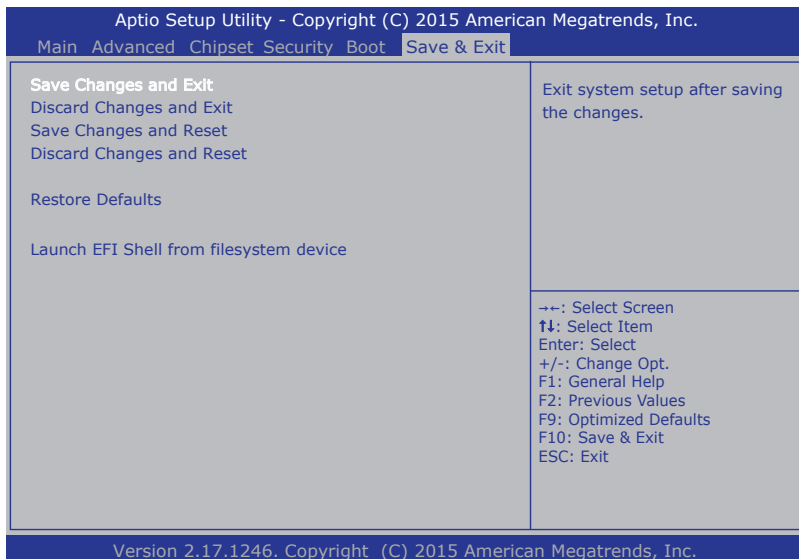 Aptio Setup Utility - Copyright (C) 2015 American Megatrends, Inc.
Main Advanced Chipset Security Boot Save & Exit
Save Changes and Exit
Discard Changes and Exit
Save Changes and Reset
Discard Changes and Reset
Restore Defaults
Launch EFI Shell from filesystem device
Exit system setup after saving
the changes.
→←: Select Screen
↑↓: Select Item
Enter: Select
+/-: Change Opt.
F1: General Help
F2: Previous Values
F9: Optimized Defaults
F10: Save & Exit
ESC: Exit
Version 2.17.1246. Copyright (C) 2015 American Megatrends, Inc.